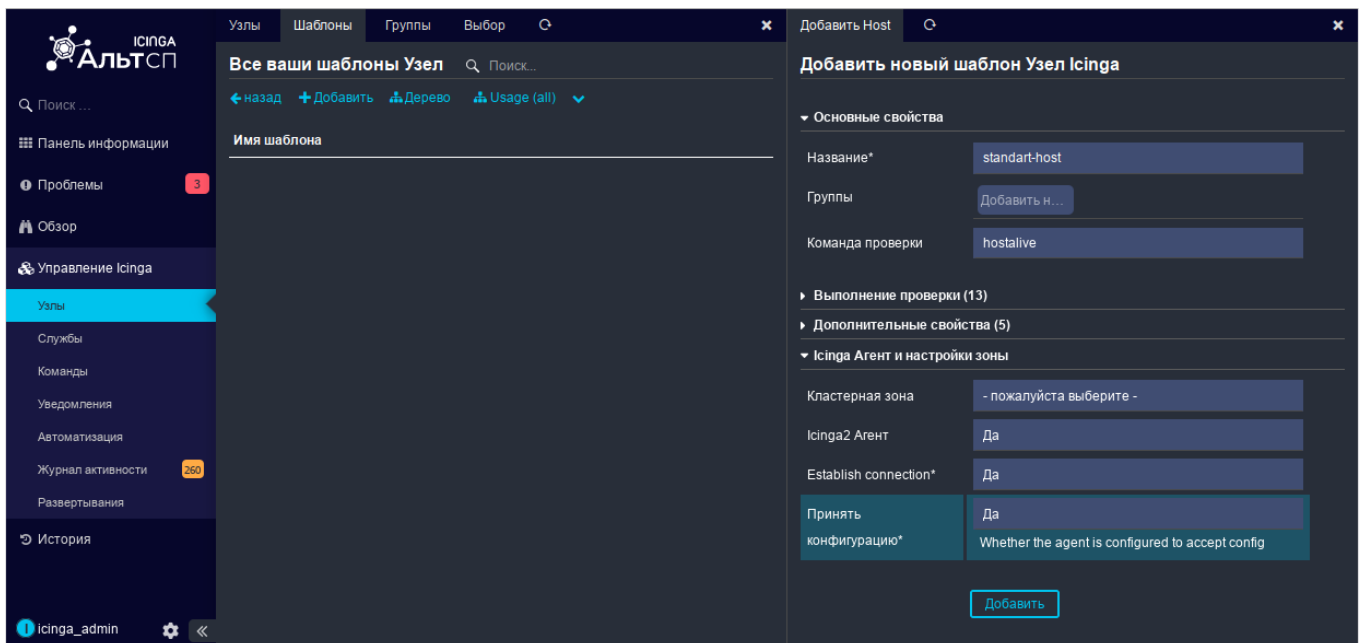 ICINGA
АЛЬТСП
Поиск ...
Панель информации
Проблемы 3
Обзор
Управление Icinga
Узлы
Службы
Команды
Уведомления
Автоматизация
Журнал активности 260
Развертывания
История
icinga_admin
Узлы Шаблоны Группы Выбор
Все ваши шаблоны Узел Поиск...
назад Добавить Дерево Usage (all)
Имя шаблона
Добавить Host
Добавить новый шаблон Узел Icinga
Основные свойства
Название* standart-host
Группы Добавить н...
Команда проверки hostalive
Выполнение проверки (13)
Дополнительные свойства (5)
Icinga Агент и настройки зоны
Кластерная зона - пожалуйста выберите -
Icinga2 Агент Да
Establish connection* Да
Принять Да
конфигурацию* Whether the agent is configured to accept config
Добавить